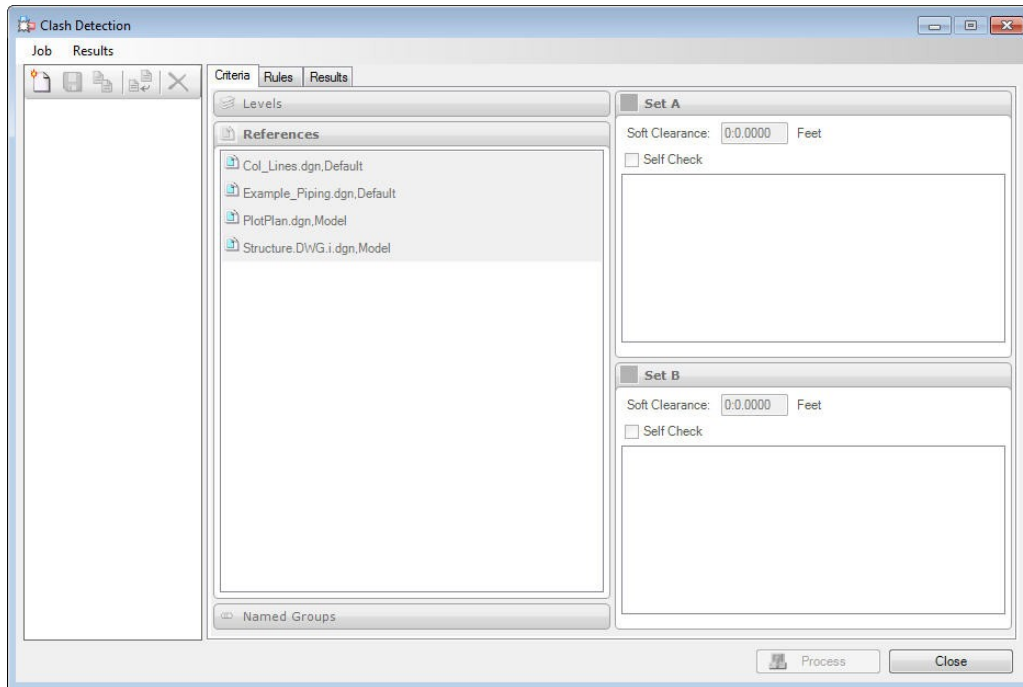 Clash Detection
Job Results
Criteria Rules Results
Levels
References
Col_Lines.dgn,Default
Example_Piping.dgn,Default
PlotPlan.dgn,Model
Structure.DWG.i.dgn,Model
Named Groups
Set A
Soft Clearance: 0:0.0000 Feet
Self Check
Set B
Soft Clearance: 0:0.0000 Feet
Self Check
Process Close